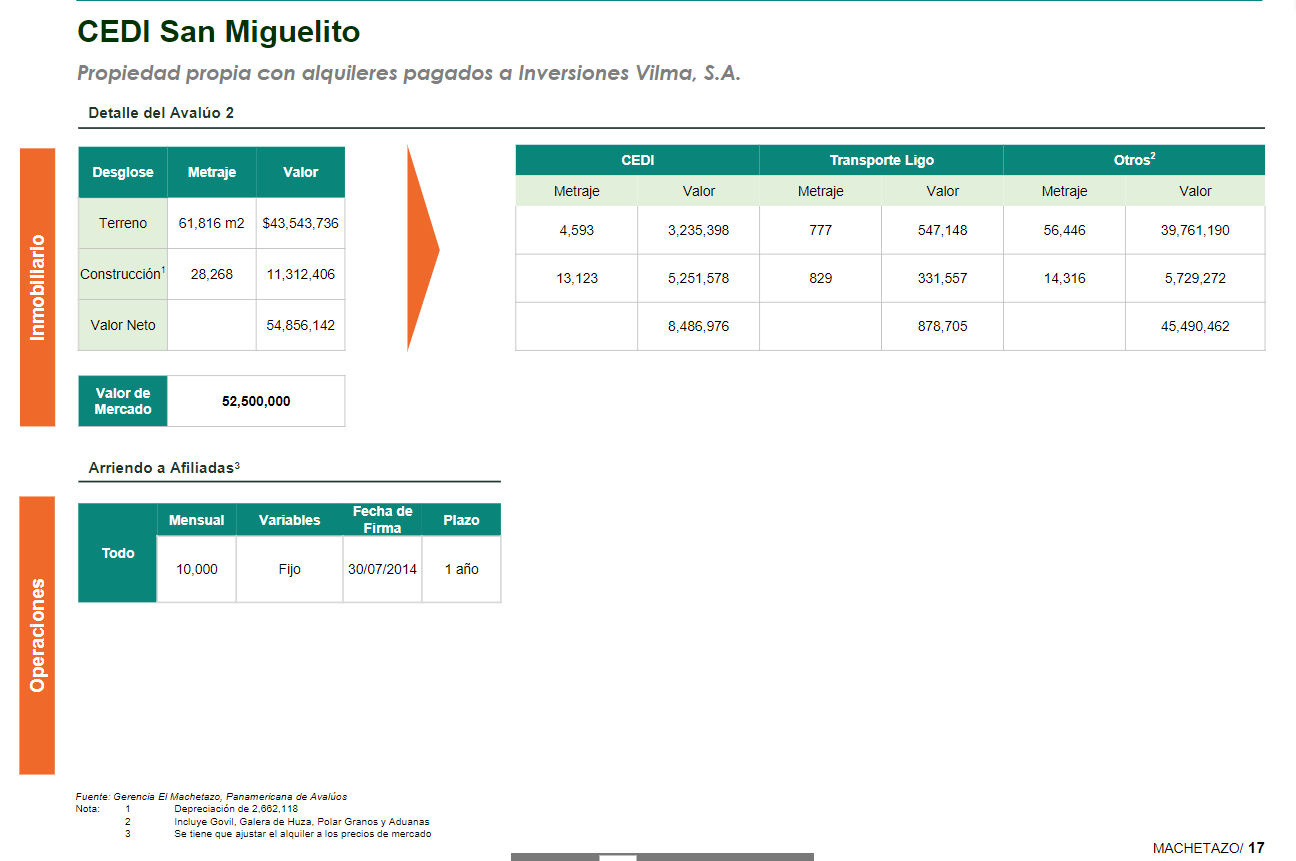 CEDI San Miguelito
Propiedad propia con alquileres pagados a Inversiones Vilma, S.A.
Detalle del Avalúo 2
Inmobiliario
Desglose Metraje Valor
Terreno 61,816 m2 $43,543,736
Construcción1 28,268 11,312,406
Valor Neto 54,856,142
Valor de
Mercado
52,500,000
CEDI Transporte Ligo Otros2
Metraje Valor Metraje Valor Metraje Valor
4,593 3,235,398 777 547,148 56,446 39,761,190
13,123 5,251,578 829 331,557 14,316 5,729,272
8,486,976 878,705 45,490,462
Arriendo a Afiliadas3
Operaciones
Todo
Mensual Variables Fecha de
Firma
Plazo
10,000 Fijo 30/07/2014 1 año
Fuente: Gerencia El Machetazo, Panamericana de Avalúos
Nota: 1 Depreciación de 2,662,118
2 Incluye Govil, Galera de Huza, Polar Granos y Aduanas
3 Se tiene que ajustar el alquiler a los precios de mercado
MACHETAZO/ 17